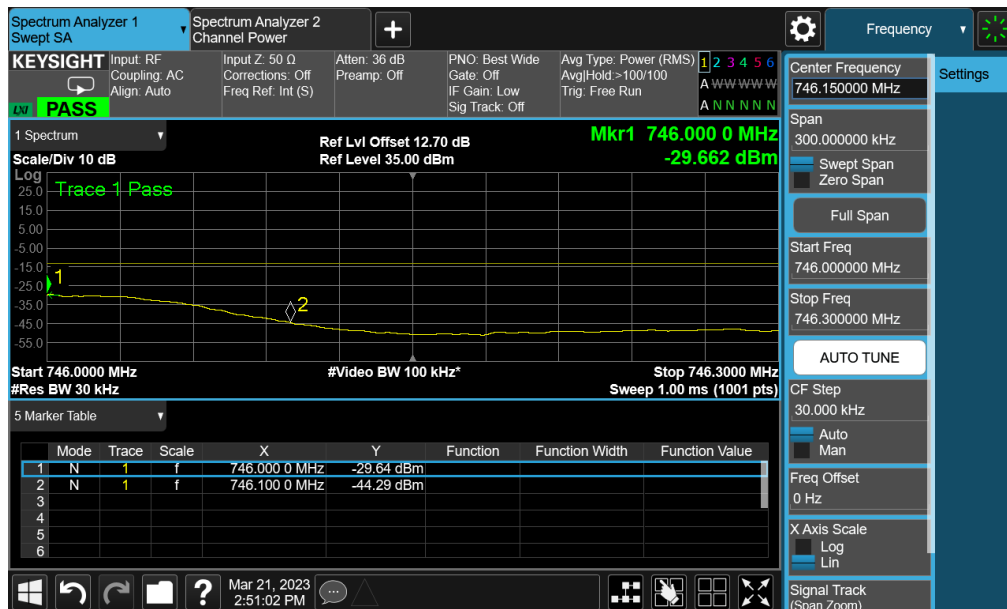 Spectrum Analyzer 1
Swept SA
Spectrum Analyzer 2
Channel Power
Frequency
KEYSIGHT
LXI
PASS
Input: RF
Coupling: AC
Align: Auto
Input Z: 50 Ω
Corrections: Off
Freq Ref: Int (S)
Atten: 36 dB
Preamp: Off
PNO: Best Wide
Gate: Off
IF Gain: Low
Sig Track: Off
Avg Type: Power (RMS)
Avg|Hold:>100/100
Trig: Free Run
1 2 3 4 5 6
A W W W W W
A N N N N N
1 Spectrum
Scale/Div 10 dB
Ref Lvl Offset 12.70 dB
Ref Level 35.00 dBm
Mkr1 746.000 0 MHz
-29.662 dBm
Log
Trace 1 Pass
25.0
15.0
5.00
-5.00
-15.0
-25.0
-35.0
-45.0
-55.0
1
2
Start 746.0000 MHz
#Video BW 100 kHz*
Stop 746.3000 MHz
#Res BW 30 kHz
Sweep 1.00 ms (1001 pts)
5 Marker Table
Mode Trace Scale X Y Function Function Width Function Value
1 N 1 f 746.000 0 MHz -29.64 dBm
2 N 1 f 746.100 0 MHz -44.29 dBm
3
4
5
6
?
Mar 21, 2023
2:51:02 PM
Settings
Center Frequency
746.150000 MHz
Span
300.000000 kHz
Swept Span
Zero Span
Full Span
Start Freq
746.000000 MHz
Stop Freq
746.300000 MHz
AUTO TUNE
CF Step
30.000 kHz
Auto
Man
Freq Offset
0 Hz
X Axis Scale
Log
Lin
Signal Track
(Span Zoom)